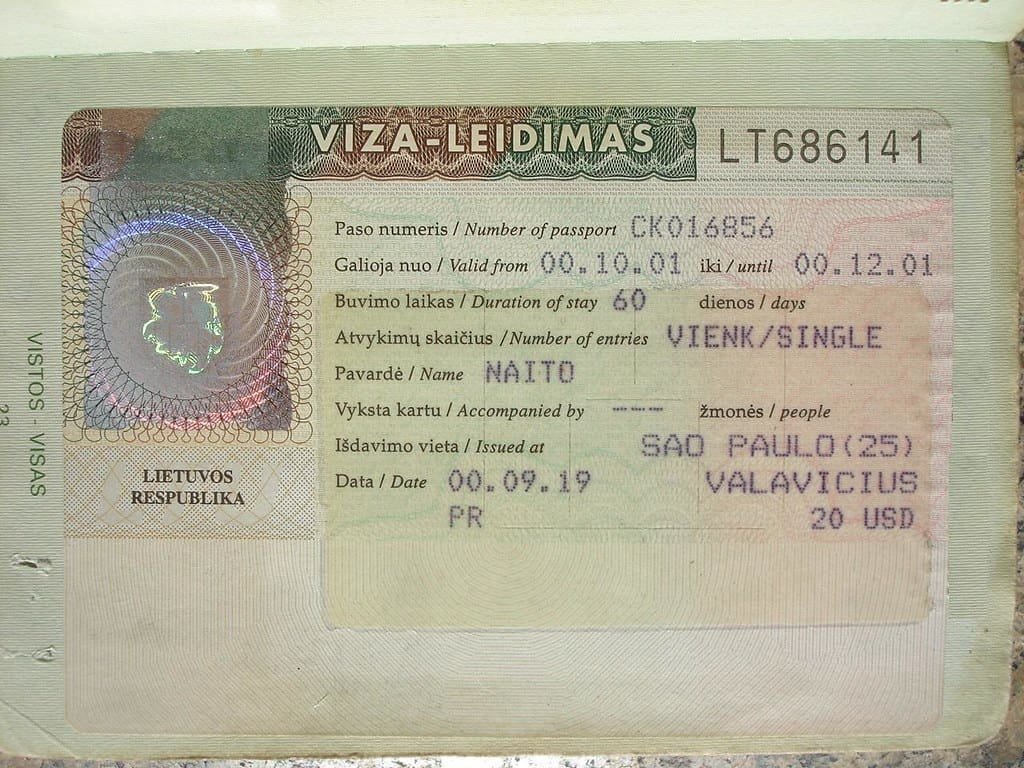 VIZA-LEIDIMAS LT686141
Paso numeris / Number of passport CK016856
Galioja nuo / Valid from 00.10.01 iki / until 00.12.01
Buvimo laikas / Duration of stay 60 dienos / days
Atvykimų skaičius / Number of entries VIENK/SINGLE
Pavardė / Name NAITO
Vyksta kartu / Accompanied by --- --- žmonės / people
Išdavimo vieta / Issued at SAO PAULO(25)
Data / Date 00.09.19 VALAVICIUS
PR 20 USD
LIETUVOS
RESPUBLIKA
VISTOS - VISAS
23